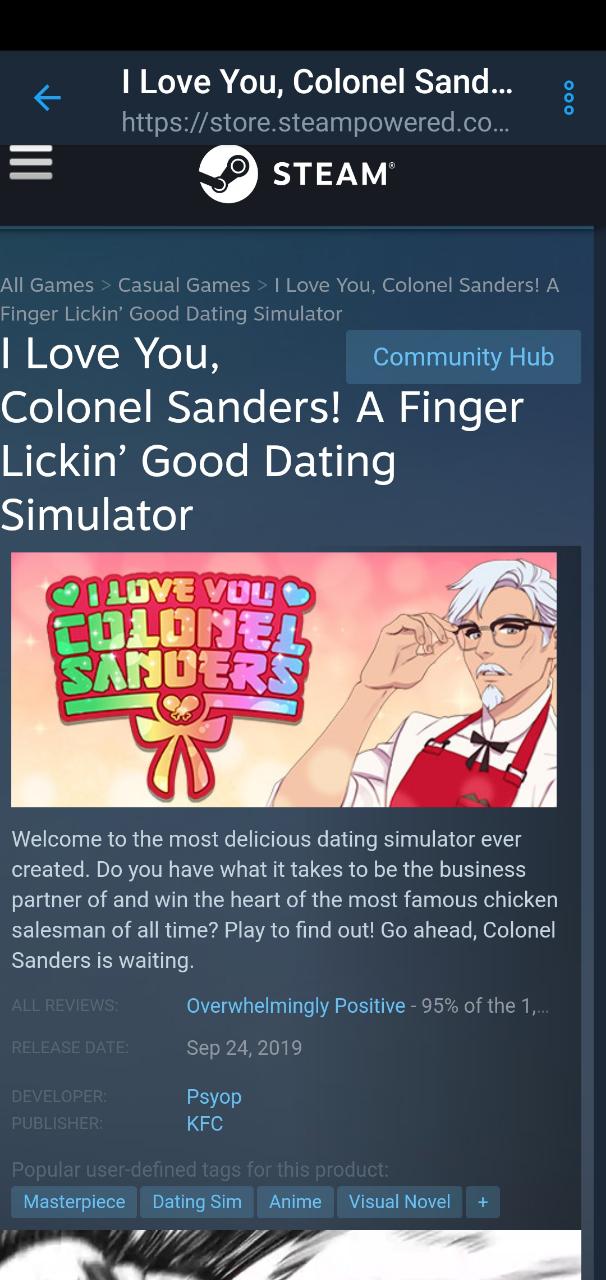 I Love You, Colonel Sand...
https://store.steampowered.co...
STEAM®
All Games > Casual Games > I Love You, Colonel Sanders! A
Finger Lickin’ Good Dating Simulator
I Love You,
Community Hub
Colonel Sanders! A Finger
Lickin’ Good Dating
Simulator
I LOVE YOU
COLONEL
SANDERS
Welcome to the most delicious dating simulator ever
created. Do you have what it takes to be the business
partner of and win the heart of the most famous chicken
salesman of all time? Play to find out! Go ahead, Colonel
Sanders is waiting.
ALL REVIEWS: Overwhelmingly Positive - 95% of the 1,...
RELEASE DATE: Sep 24, 2019
DEVELOPER: Psyop
PUBLISHER: KFC
Popular user-defined tags for this product:
Masterpiece Dating Sim Anime Visual Novel +